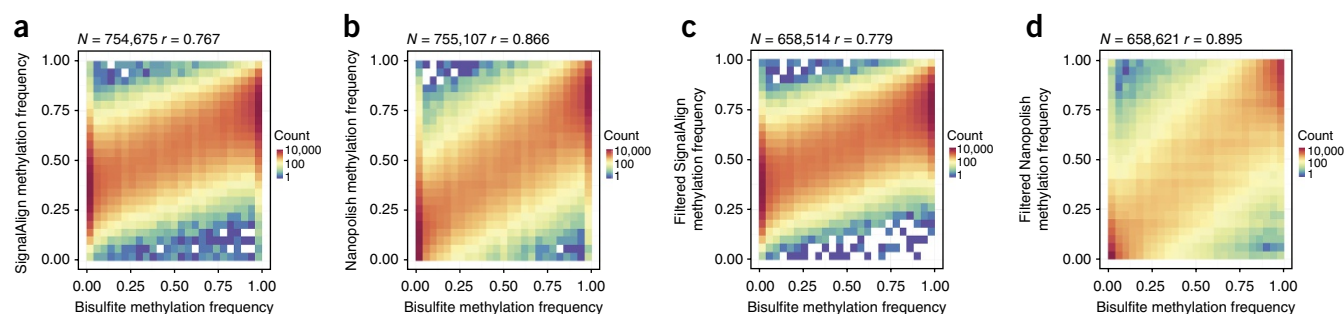 a
N = 754,675 r = 0.767
SignalAlign methylation frequency
1.00
0.75
0.50
0.25
0.00
0.00 0.25 0.50 0.75 1.00
Bisulfite methylation frequency
Count
10,000
100
1
b
N = 755,107 r = 0.866
Nanopolish methylation frequency
1.00
0.75
0.50
0.25
0.00
0.00 0.25 0.50 0.75 1.00
Bisulfite methylation frequency
Count
10,000
100
1
c
N = 658,514 r = 0.779
Filtered SignalAlign
methylation frequency
1.00
0.75
0.50
0.25
0.00
0.00 0.25 0.50 0.75 1.00
Bisulfite methylation frequency
Count
10,000
100
1
d
N = 658,621 r = 0.895
Filtered Nanopolish
methylation frequency
1.00
0.75
0.50
0.25
0.00
0.00 0.25 0.50 0.75 1.00
Bisulfite methylation frequency
Count
10,000
100
1